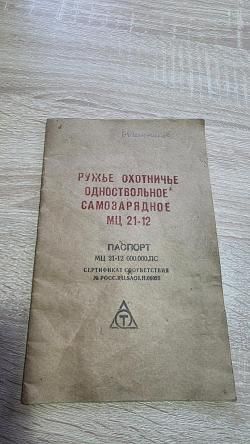 РУЖЬЕ ОХОТНИЧЬЕ
ОДНОСТВОЛЬНОЕ
САМОЗАРЯДНОЕ
МЦ 21-12
ПАСПОРТ
МЦ 21-12 000.000.ПС
СЕРТИФИКАТ СООТВЕТСТВИЯ